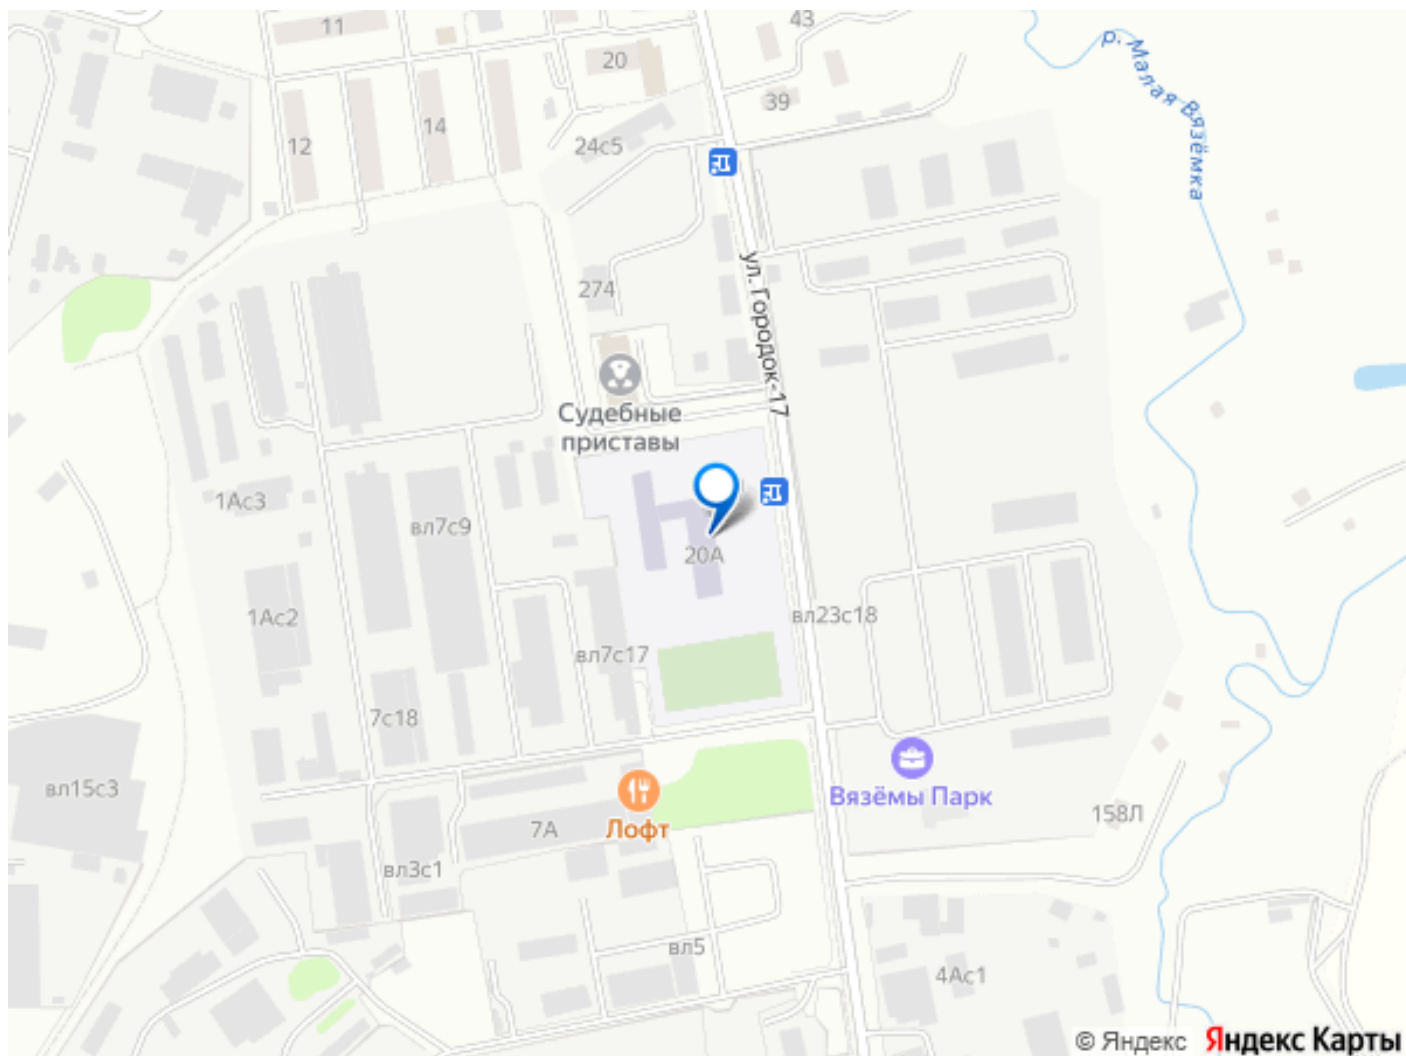 11
43
20
39
р. Малая Вязёмка
12
14
24с5
274
ул. Городок-17
Судебные
приставы
1Ас3
вл7с9
20А
1Ас2
вл23с18
вл7с17
7с18
вл15с3
Вязёмы Парк
158Л
7А
Лофт
вл3с1
вл5
4Ас1
© Яндекс Яндекс Карты